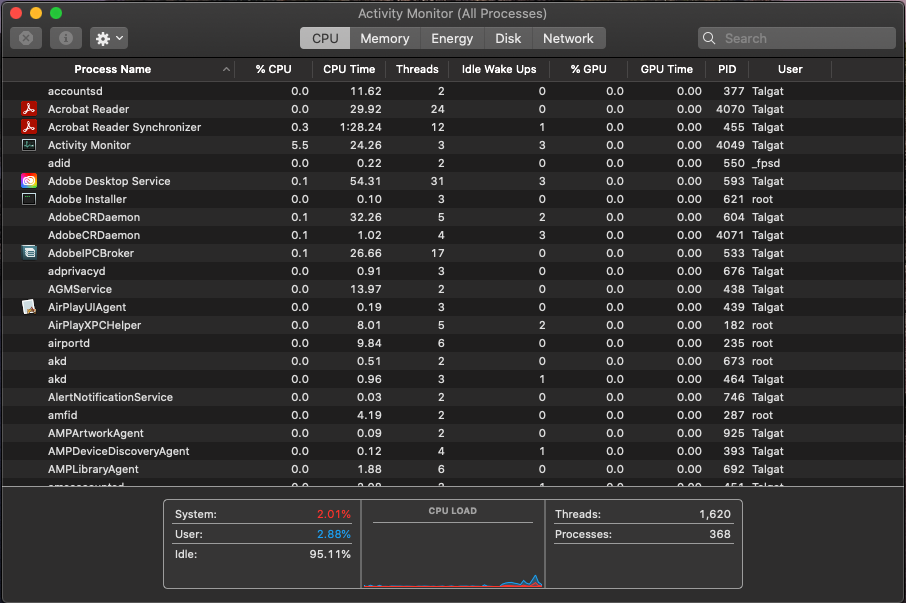 Activity Monitor (All Processes)
CPU Memory Energy Disk Network Search
Process Name % CPU CPU Time Threads Idle Wake Ups % GPU GPU Time PID User
accountsd 0.0 11.62 2 0 0.0 0.00 377 Talgat
Acrobat Reader 0.0 29.92 24 0 0.0 0.00 4070 Talgat
Acrobat Reader Synchronizer 0.3 1:28.24 12 1 0.0 0.00 455 Talgat
Activity Monitor 5.5 24.26 3 3 0.0 0.00 4049 Talgat
adid 0.0 0.22 2 0 0.0 0.00 550 _fpsd
Adobe Desktop Service 0.1 54.31 31 3 0.0 0.00 593 Talgat
Adobe Installer 0.0 0.10 3 0 0.0 0.00 621 root
AdobeCRDaemon 0.1 32.26 5 2 0.0 0.00 604 Talgat
AdobeCRDaemon 0.1 1.02 4 3 0.0 0.00 4071 Talgat
AdobeIPCBroker 0.1 26.66 17 0 0.0 0.00 533 Talgat
adprivacyd 0.0 0.91 3 0 0.0 0.00 676 Talgat
AGMService 0.0 13.97 2 0 0.0 0.00 438 Talgat
AirPlayUIAgent 0.0 0.19 3 0 0.0 0.00 439 Talgat
AirPlayXPCHelper 0.0 8.01 5 2 0.0 0.00 182 root
airportd 0.0 9.84 6 0 0.0 0.00 235 root
akd 0.0 0.51 2 0 0.0 0.00 673 root
akd 0.0 0.96 3 1 0.0 0.00 464 Talgat
AlertNotificationService 0.0 0.03 2 0 0.0 0.00 746 Talgat
amfid 0.0 4.19 2 0 0.0 0.00 287 root
AMPArtworkAgent 0.0 0.09 2 0 0.0 0.00 925 Talgat
AMPDeviceDiscoveryAgent 0.0 0.12 4 1 0.0 0.00 393 Talgat
AMPLibraryAgent 0.0 1.88 6 0 0.0 0.00 692 Talgat
System: 2.01% CPU LOAD Threads: 1,620
User: 2.88% Processes: 368
Idle: 95.11%